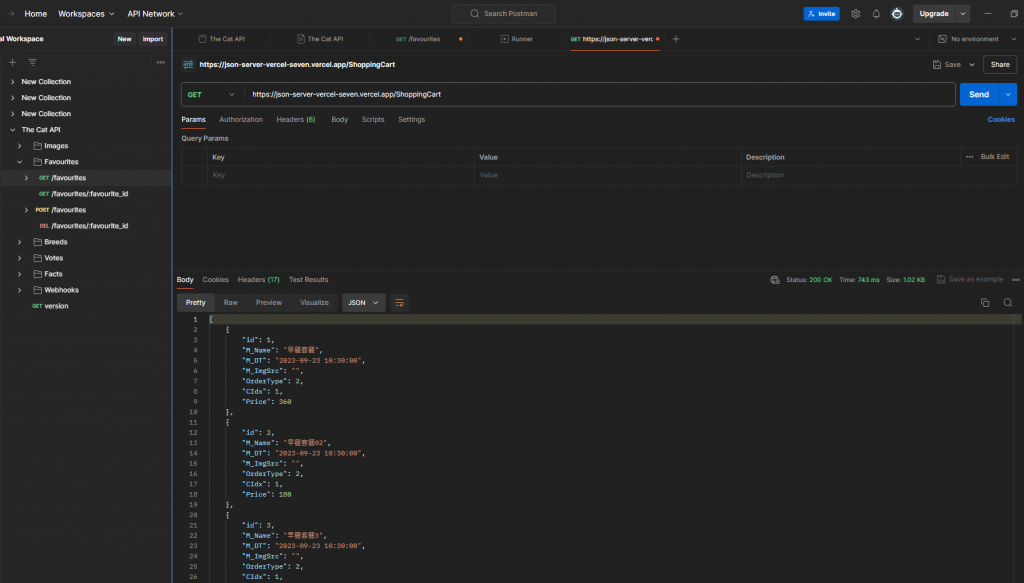 Home Workspaces API Network Search Postman Invite Upgrade
al Workspace New Import The Cat API The Cat API GET /favourites Runner GET https://json-server-verc No environment
https://json-server-vercel-seven.vercel.app/ShoppingCart Save Share
New Collection
New Collection
New Collection
The Cat API
Images
Favourites
GET /favourites
GET /favourites/:favourite_id
POST /favourites
DEL /favourites/:favourite_id
Breeds
Votes
Facts
Webhooks
GET version
GET https://json-server-vercel-seven.vercel.app/ShoppingCart Send
Params Authorization Headers (6) Body Scripts Settings Cookies
Query Params
Key Value Description Bulk Edit
Key Value Description
Body Cookies Headers (17) Test Results Status: 200 OK Time: 743 ms Size: 1.02 KB Save as example
Pretty Raw Preview Visualize JSON
1 [
2 {
3 "id": 1,
4 "M_Name": "早餐套餐",
5 "M_DT": "2023-09-23 10:30:00",
6 "M_ImgSrc": "",
7 "OrderType": 2,
8 "CIdx": 1,
9 "Price": 360
10 },
11 {
12 "id": 2,
13 "M_Name": "早餐套餐02",
14 "M_DT": "2023-09-23 10:30:00",
15 "M_ImgSrc": "",
16 "OrderType": 2,
17 "CIdx": 1,
18 "Price": 100
19 },
20 {
21 "id": 3,
22 "M_Name": "早餐套餐3",
23 "M_DT": "2023-09-23 10:30:00",
24 "M_ImgSrc": "",
25 "OrderType": 2,
26 "CIdx": 1,